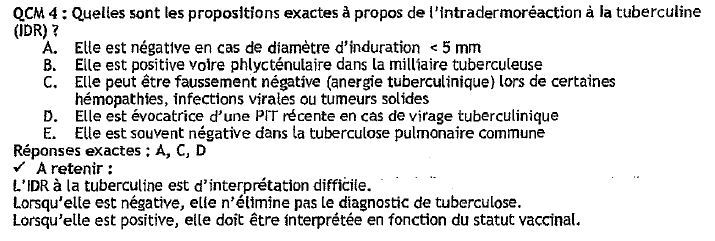 QCM 4 : Quelles sont les propositions exactes à propos de l'intradermoréaction à la tuberculine
(IDR) ?
A. Elle est négative en cas de diamètre d'induration < 5 mm
B. Elle est positive voire phlycténulaire dans la milliaire tuberculeuse
C. Elle peut être faussement négative (anergie tuberculinique) lors de certaines
hémopathies, infections virales ou tumeurs solides
D. Elle est évocatrice d'une PIT récente en cas de virage tuberculinique
E. Elle est souvent négative dans la tuberculose pulmonaire commune
Réponses exactes : A, C, D
✓ A retenir :
L'IDR à la tuberculine est d'interprétation difficile.
Lorsqu'elle est négative, elle n'élimine pas le diagnostic de tuberculose.
Lorsqu'elle est positive, elle doit être interprétée en fonction du statut vaccinal.